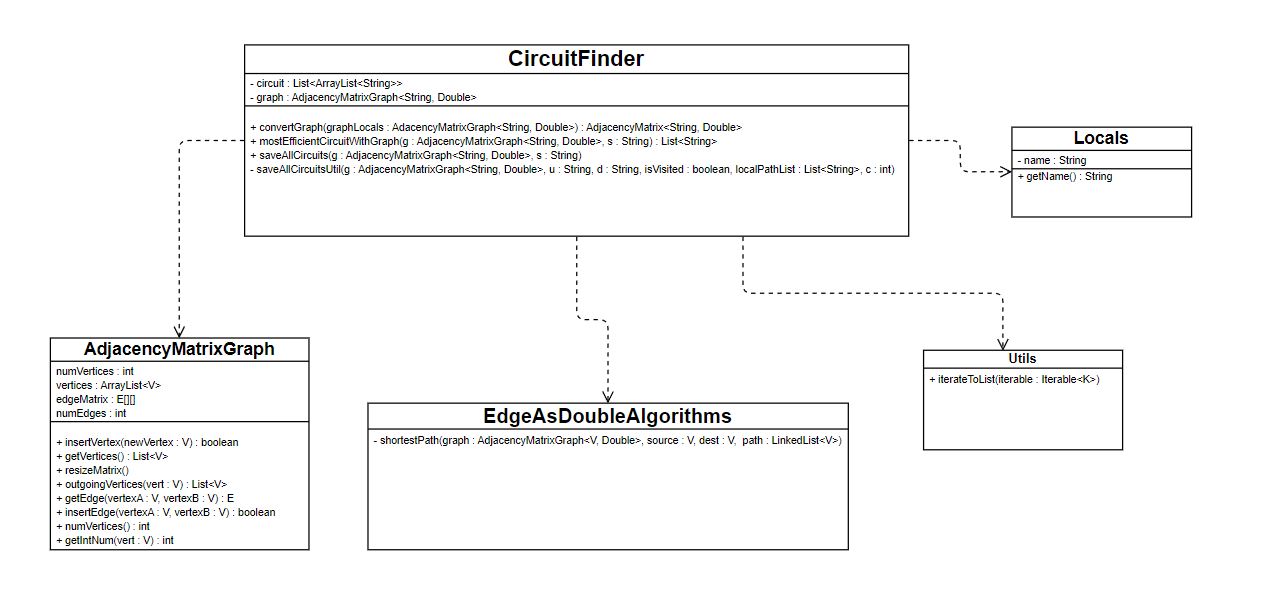 CircuitFinder
- circuit : List<ArrayList<String>>
- graph : AdjacencyMatrixGraph<String, Double>
+ convertGraph(graphLocals : AdacencyMatrixGraph<String, Double>) : AdjacencyMatrix<String, Double>
+ mostEfficientCircuitWithGraph(g : AdjacencyMatrixGraph<String, Double>, s : String) : List<String>
+ saveAllCircuits(g : AdjacencyMatrixGraph<String, Double>, s : String)
- saveAllCircuitsUtil(g : AdjacencyMatrixGraph<String, Double>, u : String, d : String, isVisited : boolean, localPathList : List<String>, c : int)
Locals
- name : String
+ getName() : String
AdjacencyMatrixGraph
numVertices : int
vertices : ArrayList<V>
edgeMatrix : E[][]
numEdges : int
+ insertVertex(newVertex : V) : boolean
+ getVertices() : List<V>
+ resizeMatrix()
+ outgoingVertices(vert : V) : List<V>
+ getEdge(vertexA : V, vertexB : V) : E
+ insertEdge(vertexA : V, vertexB : V) : boolean
+ numVertices() : int
+ getIntNum(vert : V) : int
EdgeAsDoubleAlgorithms
- shortestPath(graph : AdjacencyMatrixGraph<V, Double>, source : V, dest : V,  path : LinkedList<V>)
Utils
+ iterateToList(iterable : Iterable<K>)